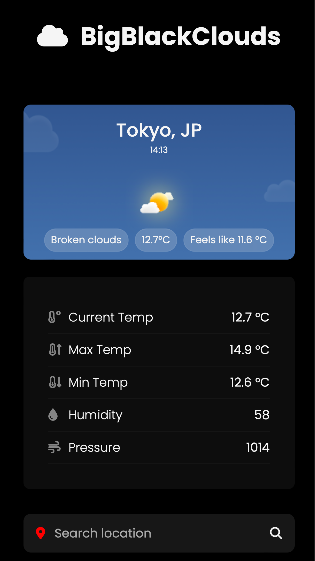 BigBlackClouds
Tokyo, JP
14:13
Broken clouds 12.7°C Feels like 11.6 °C
Current Temp 12.7 °C
Max Temp 14.9 °C
Min Temp 12.6 °C
Humidity 58
Pressure 1014
Search location